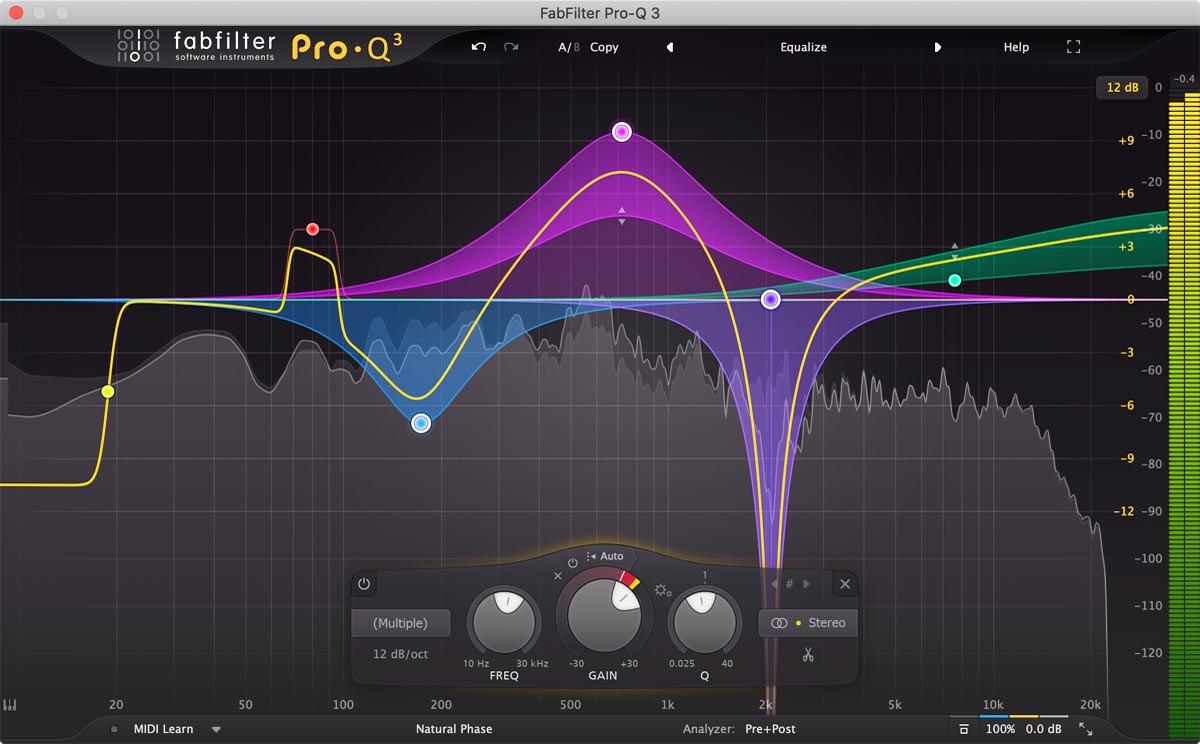 FabFilter Pro-Q 3
fabfilter
software instruments
Pro·Q3
A/B Copy
Equalize
Help
12 dB
0
-0.4
+9
-10
-20
+6
-30
+3
-40
0
-50
-3
-60
-6
-70
-9
-80
-12
-90
-100
-110
-120
Auto
1
#
(Multiple)
12 dB/oct
10 Hz 30 kHz
FREQ
-30 +30
GAIN
0.025 40
Q
Stereo
20 50 100 200 500 1k 2k 5k 10k 20k
MIDI Learn
Natural Phase
Analyzer: Pre+Post
100% 0.0 dB